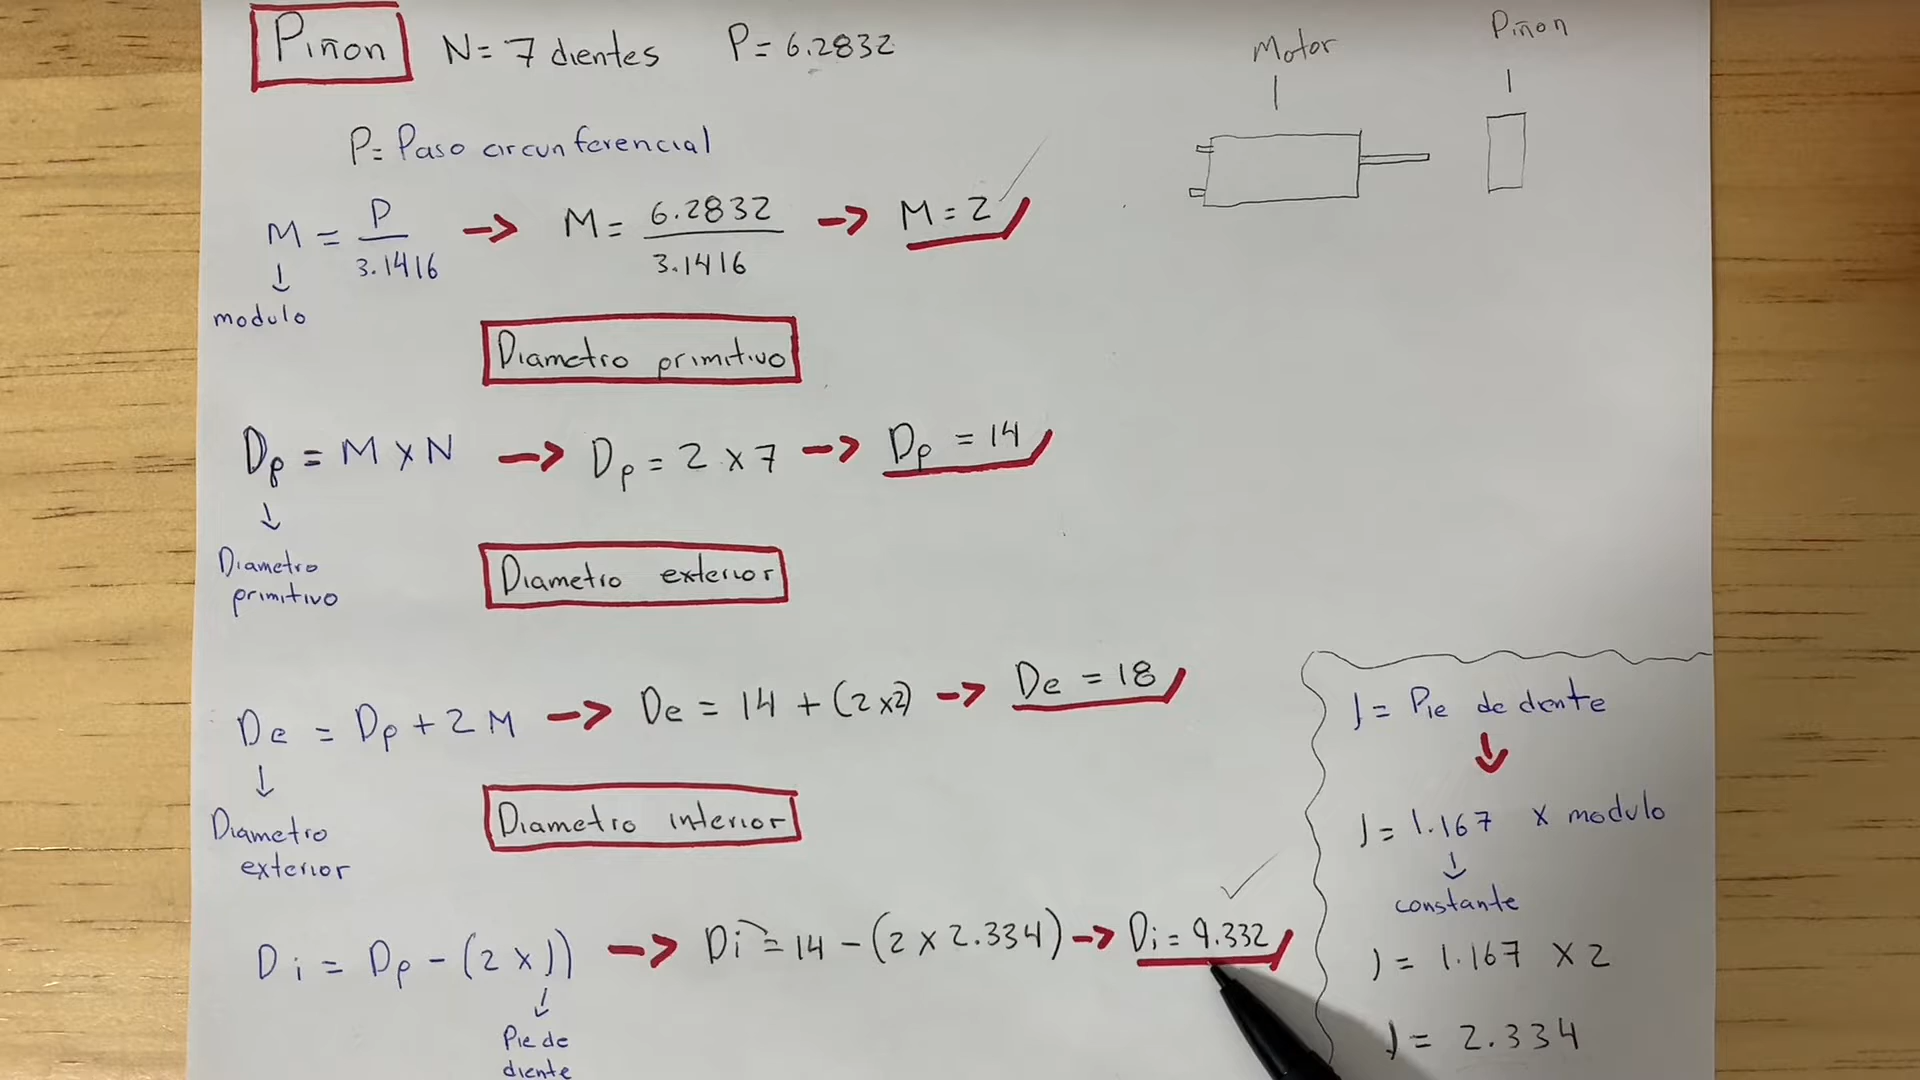 Piñon N= 7 dientes P= 6.2832
Motor
Piñon
P= Paso circunferencial
M = P / 3.1416 -> M= 6.2832 / 3.1416 -> M=2
modulo
Diametro primitivo
Dp = M x N -> Dp = 2 x 7 -> Dp = 14
Diametro
primitivo
Diametro exterior
De = Dp + 2 M -> De = 14 + (2 x2) -> De = 18
Diametro
exterior
Diametro interior
Di = Dp - (2 x J) -> Di = 14 - (2 x 2.334) -> Di = 9.332
Pie de
diente
J = Pie de diente
J = 1.167 x modulo
constante
J = 1.167 x 2
J = 2.334